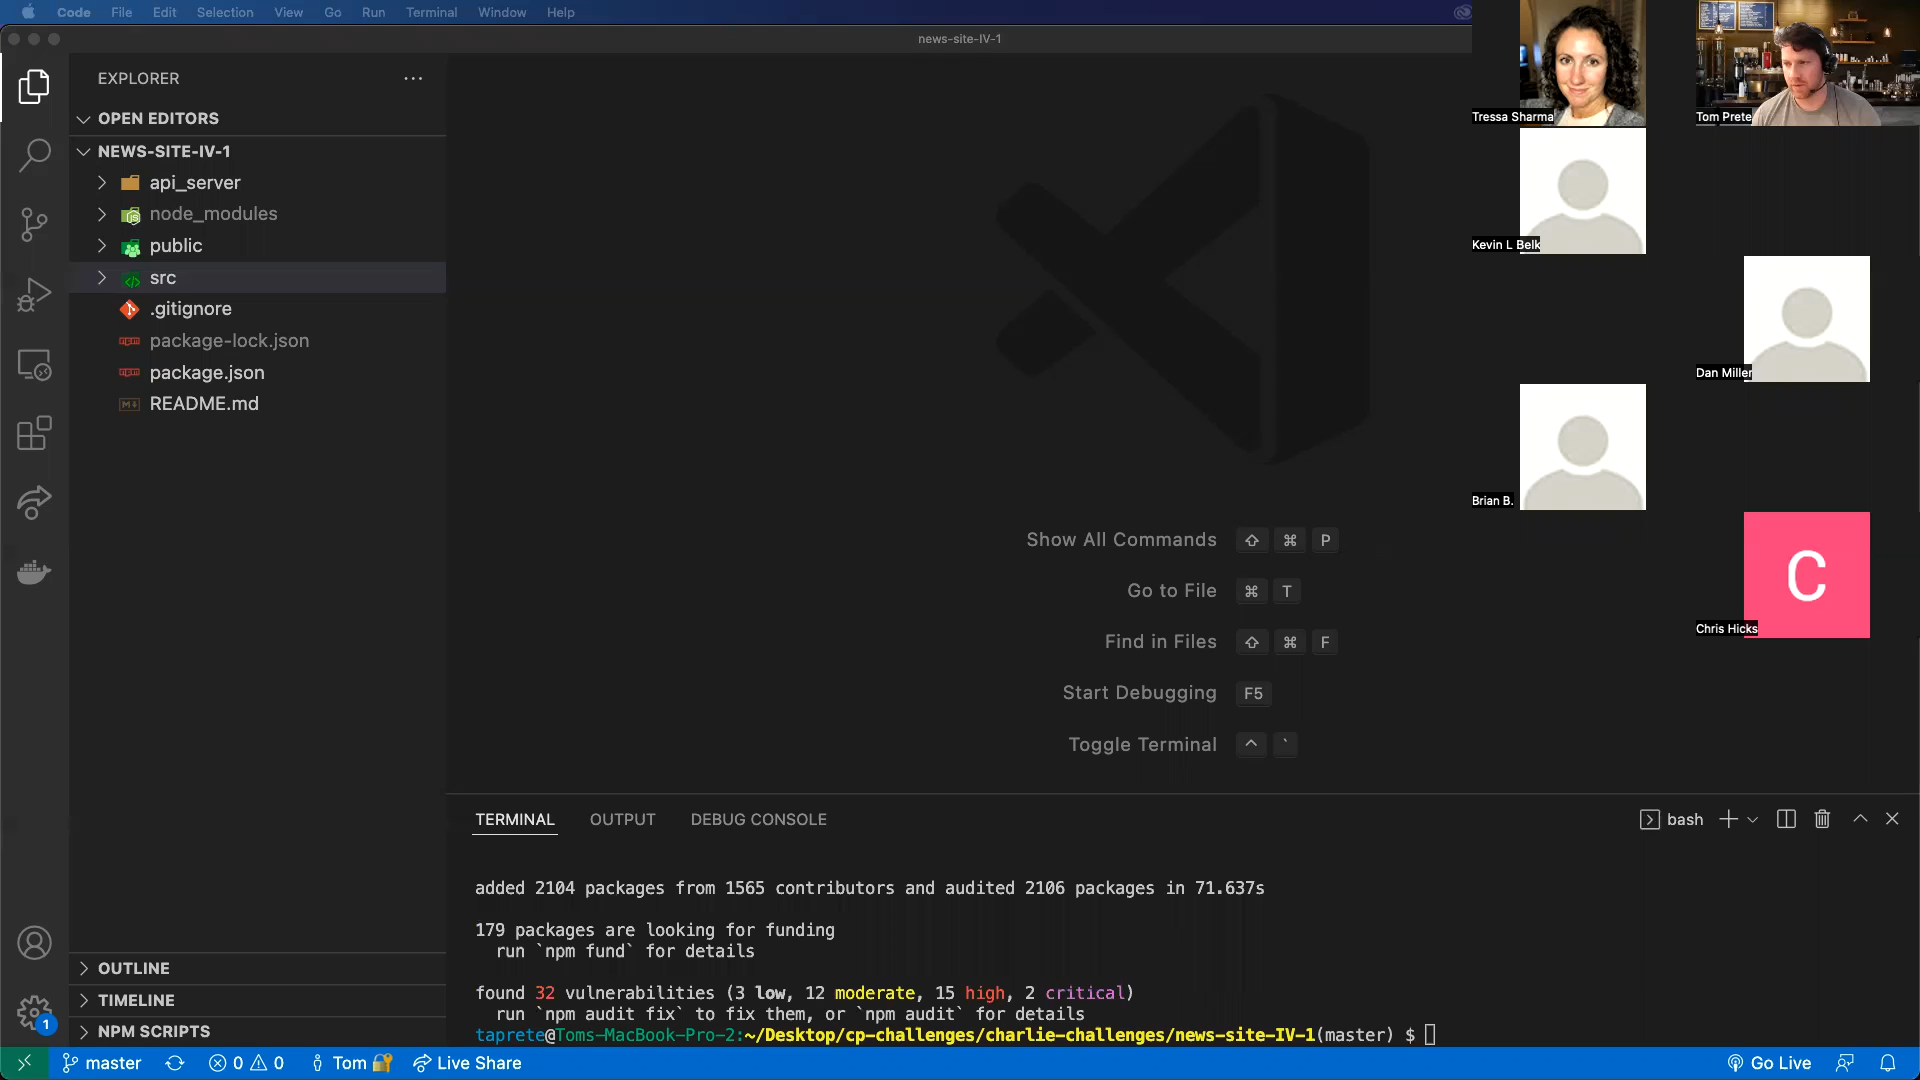 Code File Edit Selection View Go Run Terminal Window Help
news-site-IV-1
EXPLORER
OPEN EDITORS
NEWS-SITE-IV-1
api_server
node_modules
public
src
.gitignore
package-lock.json
package.json
README.md
OUTLINE
TIMELINE
NPM SCRIPTS
1
Show All Commands ⇧ ⌘ P
Go to File ⌘ T
Find in Files ⇧ ⌘ F
Start Debugging F5
Toggle Terminal ^ `
Tressa Sharma
Tom Prete
Kevin L Belk
Dan Miller
Brian B.
C
Chris Hicks
TERMINAL OUTPUT DEBUG CONSOLE
bash
added 2104 packages from 1565 contributors and audited 2106 packages in 71.637s
179 packages are looking for funding
run `npm fund` for details
found 32 vulnerabilities (3 low, 12 moderate, 15 high, 2 critical)
run `npm audit fix` to fix them, or `npm audit` for details
taprete@Toms-MacBook-Pro-2:~/Desktop/cp-challenges/charlie-challenges/news-site-IV-1(master) $
master 0 0 Tom Live Share Go Live